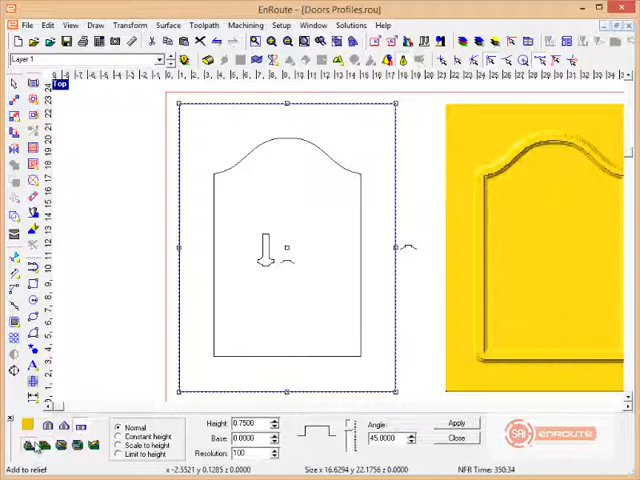 EnRoute - [Doors Profiles.rou]
File Edit View Draw Transform Surface Toolpath Machining Setup Window Solutions Help
Layer 1
Top
Normal
Constant height
Scale to height
Limit to height
Height: 0.7500
Base: 0.0000
Resolution: 100
Angle:
45.0000
Apply
Close
SAi ENROUTE
Add to relief
x -2.5521 y 0.1285 z 0.0000
Size x 16.6294 y 22.1756 z 0.0000
NFR Time: 350:34